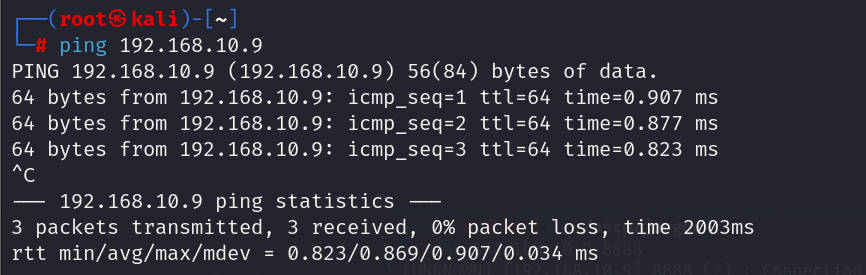 ┌──(root㉿kali)-[~]
└─# ping 192.168.10.9
PING 192.168.10.9 (192.168.10.9) 56(84) bytes of data.
64 bytes from 192.168.10.9: icmp_seq=1 ttl=64 time=0.907 ms
64 bytes from 192.168.10.9: icmp_seq=2 ttl=64 time=0.877 ms
64 bytes from 192.168.10.9: icmp_seq=3 ttl=64 time=0.823 ms
^C
--- 192.168.10.9 ping statistics ---
3 packets transmitted, 3 received, 0% packet loss, time 2003ms
rtt min/avg/max/mdev = 0.823/0.869/0.907/0.034 ms